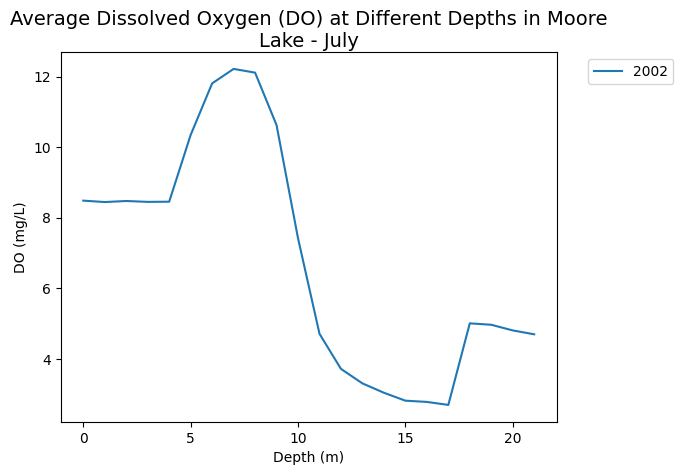 Average Dissolved Oxygen (DO) at Different Depths in Moore
Lake - July
2002
12
10
8
6
4
DO (mg/L)
0
5
10
15
20
Depth (m)